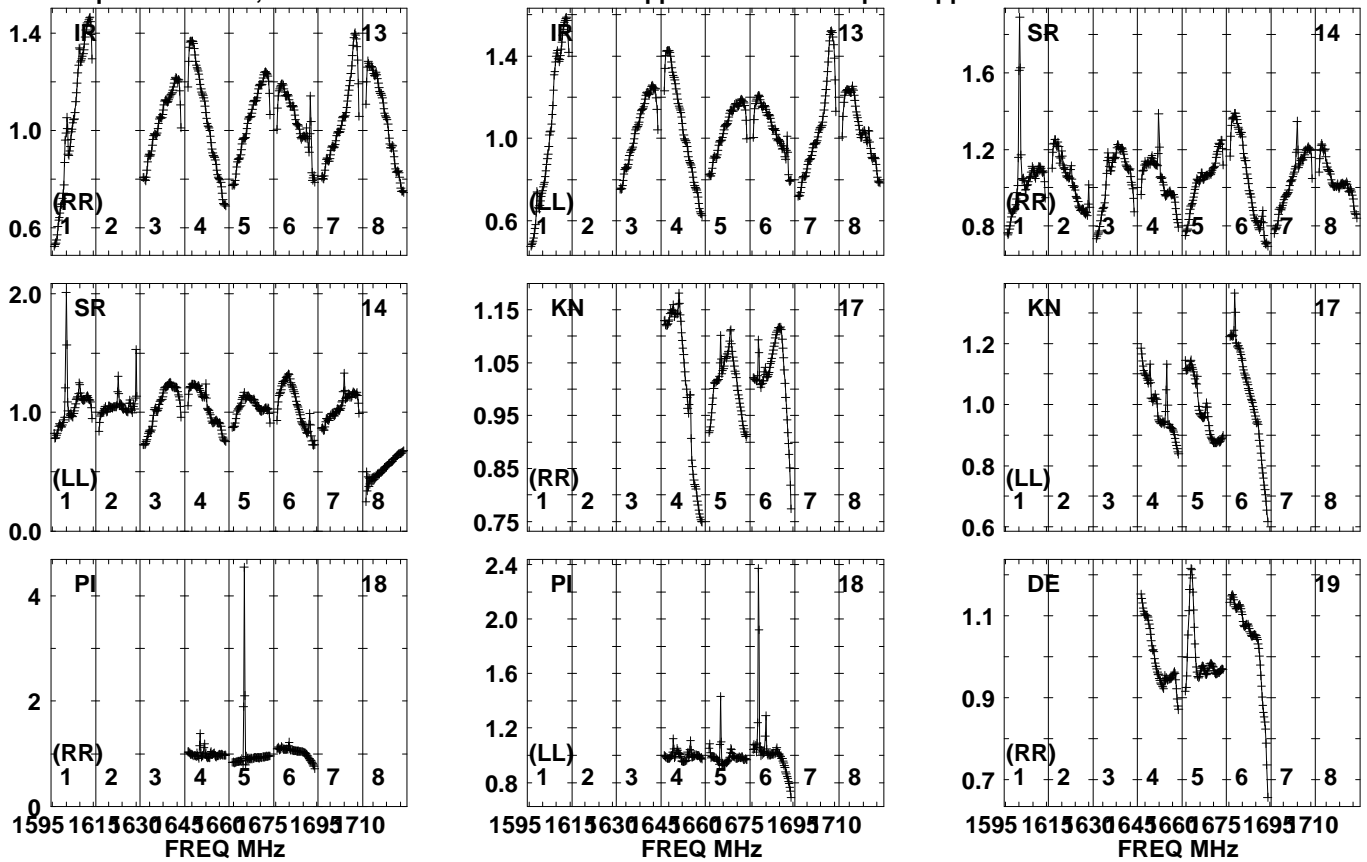 IR 13
1.4
1.0
0.6
(RR)
1 2 3 4 5 6 7 8
IR 13
1.4
1.0
0.6
(LL)
1 2 3 4 5 6 7 8
SR 14
1.6
1.2
0.8
(RR)
1 2 3 4 5 6 7 8
SR 14
2.0
1.0
0.0
(LL)
1 2 3 4 5 6 7 8
KN 17
1.15
1.05
0.95
0.85
0.75
(RR)
1 2 3 4 5 6 7 8
KN 17
1.2
1.0
0.8
0.6
(LL)
1 2 3 4 5 6 7 8
PI 18
4
2
0
(RR)
1 2 3 4 5 6 7 8
1595 1615 1630 1645 1660 1675 1695 1710
FREQ MHz
PI 18
2.4
2.0
1.6
1.2
0.8
(LL)
1 2 3 4 5 6 7 8
1595 1615 1630 1645 1660 1675 1695 1710
FREQ MHz
DE 19
1.1
0.9
0.7
(RR)
1 2 3 4 5 6 7 8
1595 1615 1630 1645 1660 1675 1695 1710
FREQ MHz